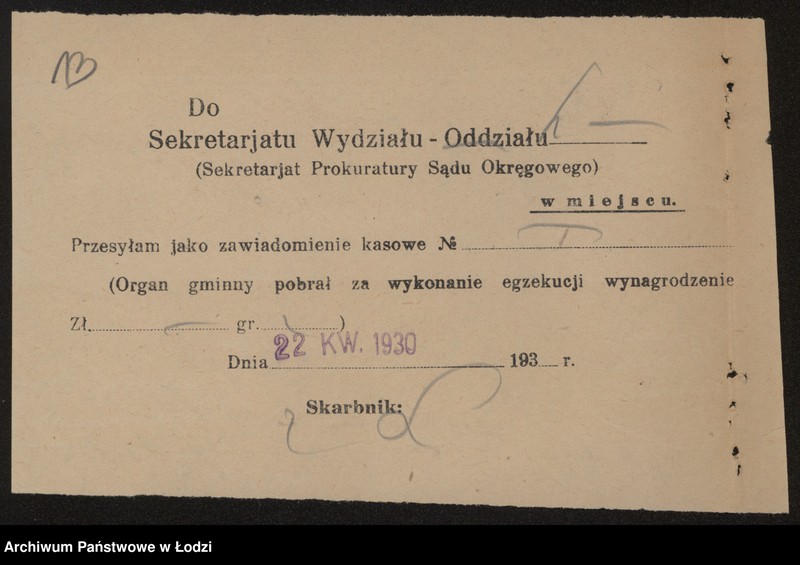 Do
Sekretarjatu Wydziału - Oddziału
(Sekretarjat Prokuratury Sądu Okręgowego)
w miejscu.
Przesyłam jako zawiadomienie kasowe №
(Organ gminny pobrał za wykonanie egzekucji wynagrodzenie
Zł. gr. )
Dnia 22 KW. 1930 193 r.
Skarbnik:
Archiwum Państwowe w Łodzi